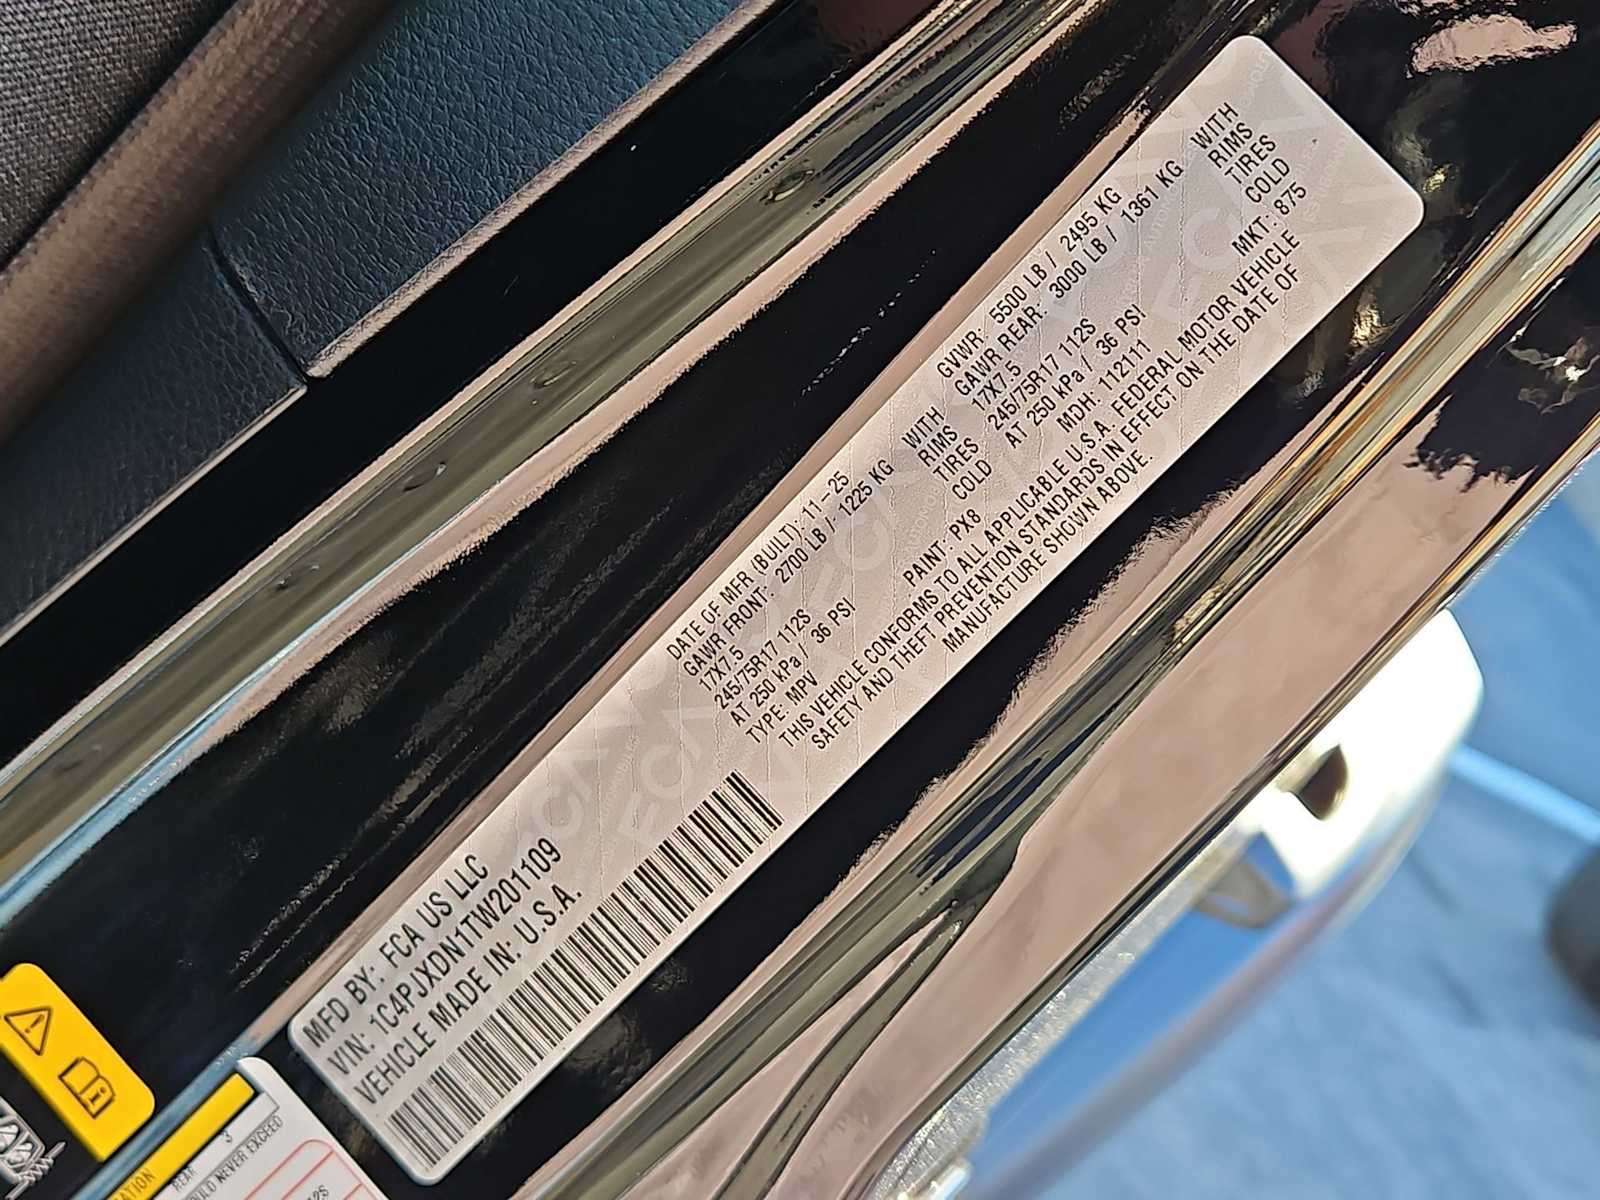 MFD BY: FCA US LLC
VIN: 1C4PJXDN1TW201109
VEHICLE MADE IN: U.S.A.
DATE OF MFR (BUILT): 11-25 GVWR: 5500 LB / 2495 KG
GAWR FRONT: 2700 LB / 1225 KG WITH GAWR REAR: 3000 LB / 1361 KG WITH
17X7.5 RIMS 17X7.5 RIMS
245/75R17 112S TIRES 245/75R17 112S TIRES
AT 250 kPa / 36 PSI COLD AT 250 kPa / 36 PSI COLD
TYPE: MPV PAINT: PX8 MDH: 112111 MKT: 875
THIS VEHICLE CONFORMS TO ALL APPLICABLE U.S.A. FEDERAL MOTOR VEHICLE
SAFETY AND THEFT PREVENTION STANDARDS IN EFFECT ON THE DATE OF
MANUFACTURE SHOWN ABOVE.
REAR 3
NEVER EXCEED